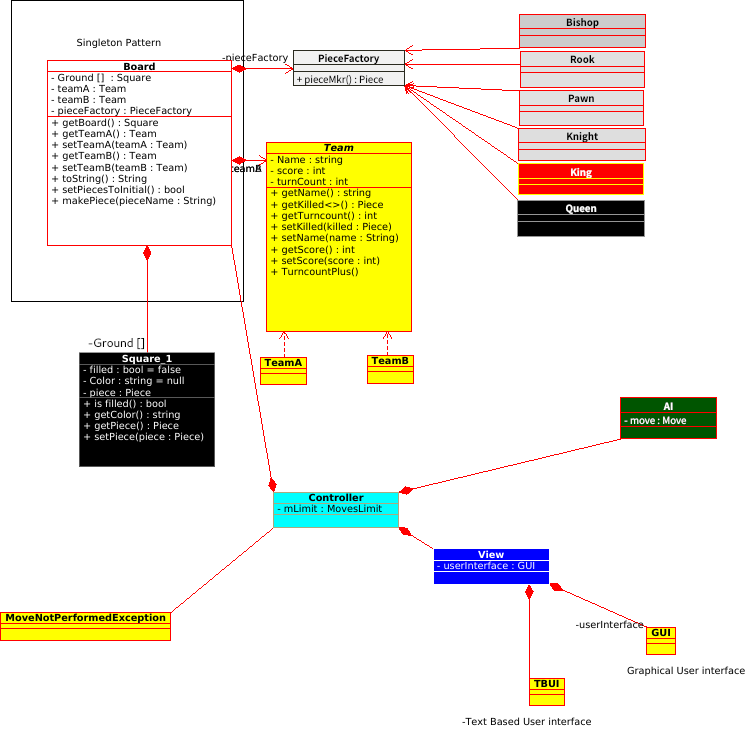 Singleton Pattern
Board
- Ground [] : Square
- teamA : Team
- teamB : Team
- pieceFactory : PieceFactory
+ getBoard() : Square
+ getTeamA() : Team
+ setTeamA(teamA : Team)
+ getTeamB() : Team
+ setTeamB(teamB : Team)
+ toString() : String
+ setPiecesToInitial() : bool
+ makePiece(pieceName : String)
-pieceFactory
PieceFactory
+ pieceMkr() : Piece
Bishop
Rook
Pawn
Knight
King
Queen
Team
- Name : string
- score : int
- turnCount : int
+ getName() : string
+ getKilled<>() : Piece
+ getTurncount() : int
+ setKilled(killed : Piece)
+ setName(name : String)
+ getScore() : int
+ setScore(score : int)
+ TurncountPlus()
TeamA
TeamB
-Ground []
Square_1
- filled : bool = false
- Color : string = null
- piece : Piece
+ is filled() : bool
+ getColor() : string
+ getPiece() : Piece
+ setPiece(piece : Piece)
AI
- move : Move
Controller
- mLimit : MovesLimit
View
- userInterface : GUI
MoveNotPerformedException
-userInterface
GUI
Graphical User interface
TBUI
-Text Based User interface